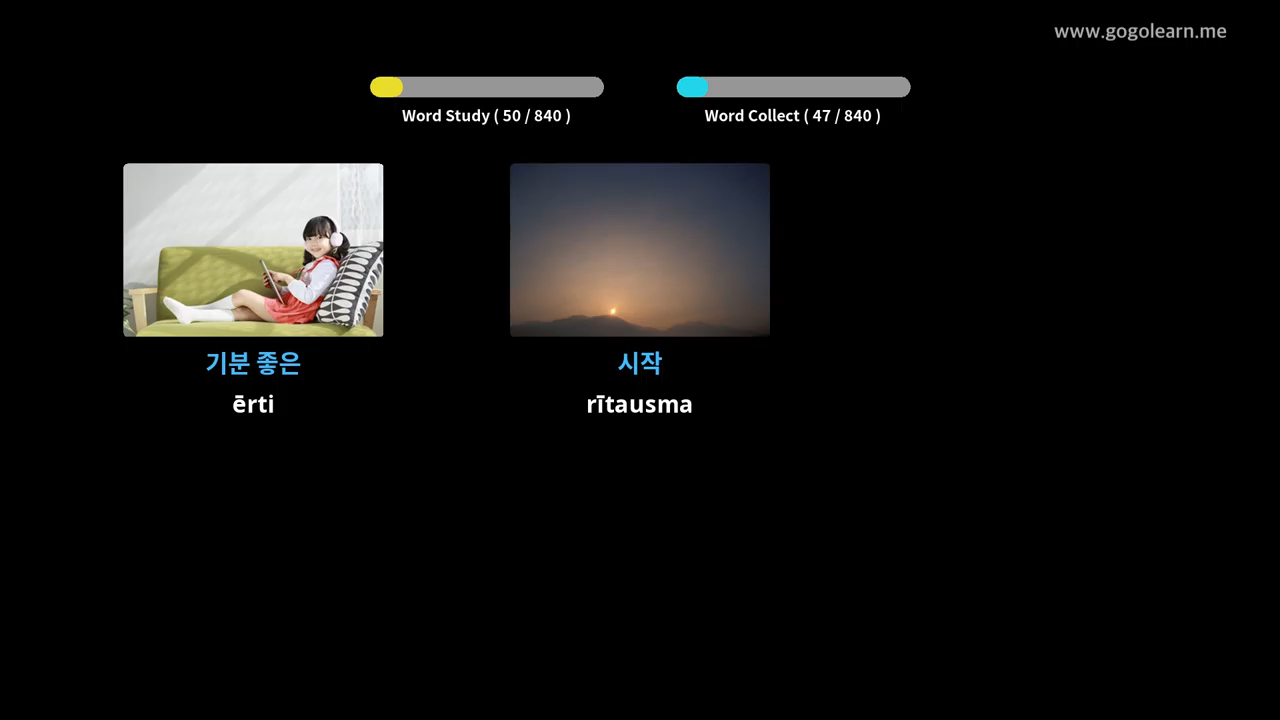 www.gogolearn.me
Word Study ( 50 / 840 )
Word Collect ( 47 / 840 )
기분 좋은
시작
ērti
rītausma